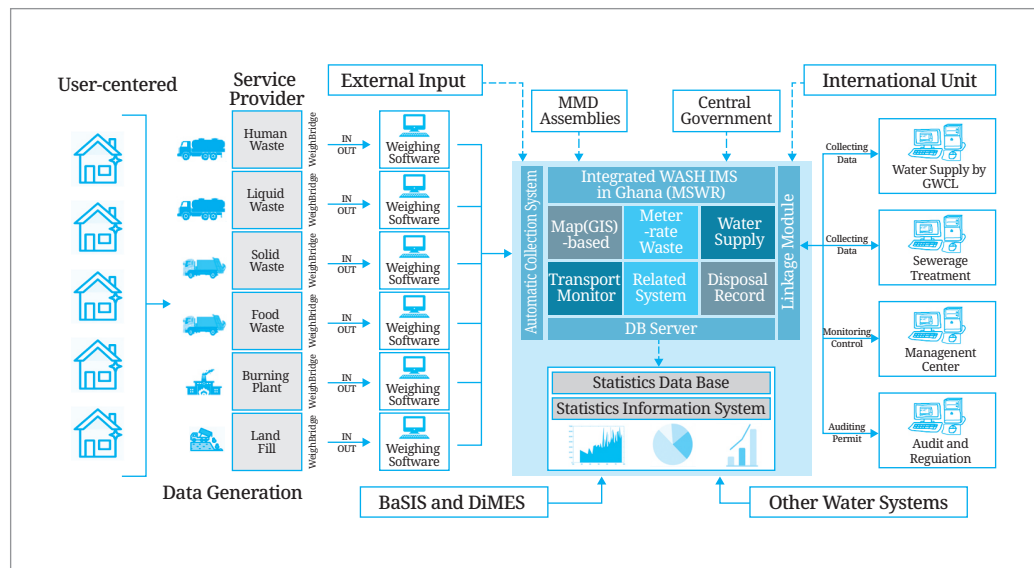 User-centered
Service
Provider
External Input
International Unit
MMD
Assemblies
Central
Government
Human
Waste
WeighBridge
IN
OUT
Weighing
Software
Liquid
Waste
WeighBridge
IN
OUT
Weighing
Software
Solid
Waste
WeighBridge
IN
OUT
Weighing
Software
Food
Waste
WeighBridge
IN
OUT
Weighing
Software
Burning
Plant
WeighBridge
IN
OUT
Weighing
Software
Land
Fill
WeighBridge
IN
OUT
Weighing
Software
Data Generation
Automatic Collection System
Integrated WASH IMS
in Ghana (MSWR)
Map(GIS)
-based
Meter
-rate
Waste
Water
Supply
Transport
Monitor
Related
System
Disposal
Record
DB Server
Linkage Module
Statistics Data Base
Statistics Information System
BaSIS and DiMES
Other Water Systems
Collecting
Data
Water Supply by
GWCL
Collecting
Data
Sewerage
Treatment
Monitoring
Control
Managenent
Center
Auditing
Permit
Audit and
Reguiation